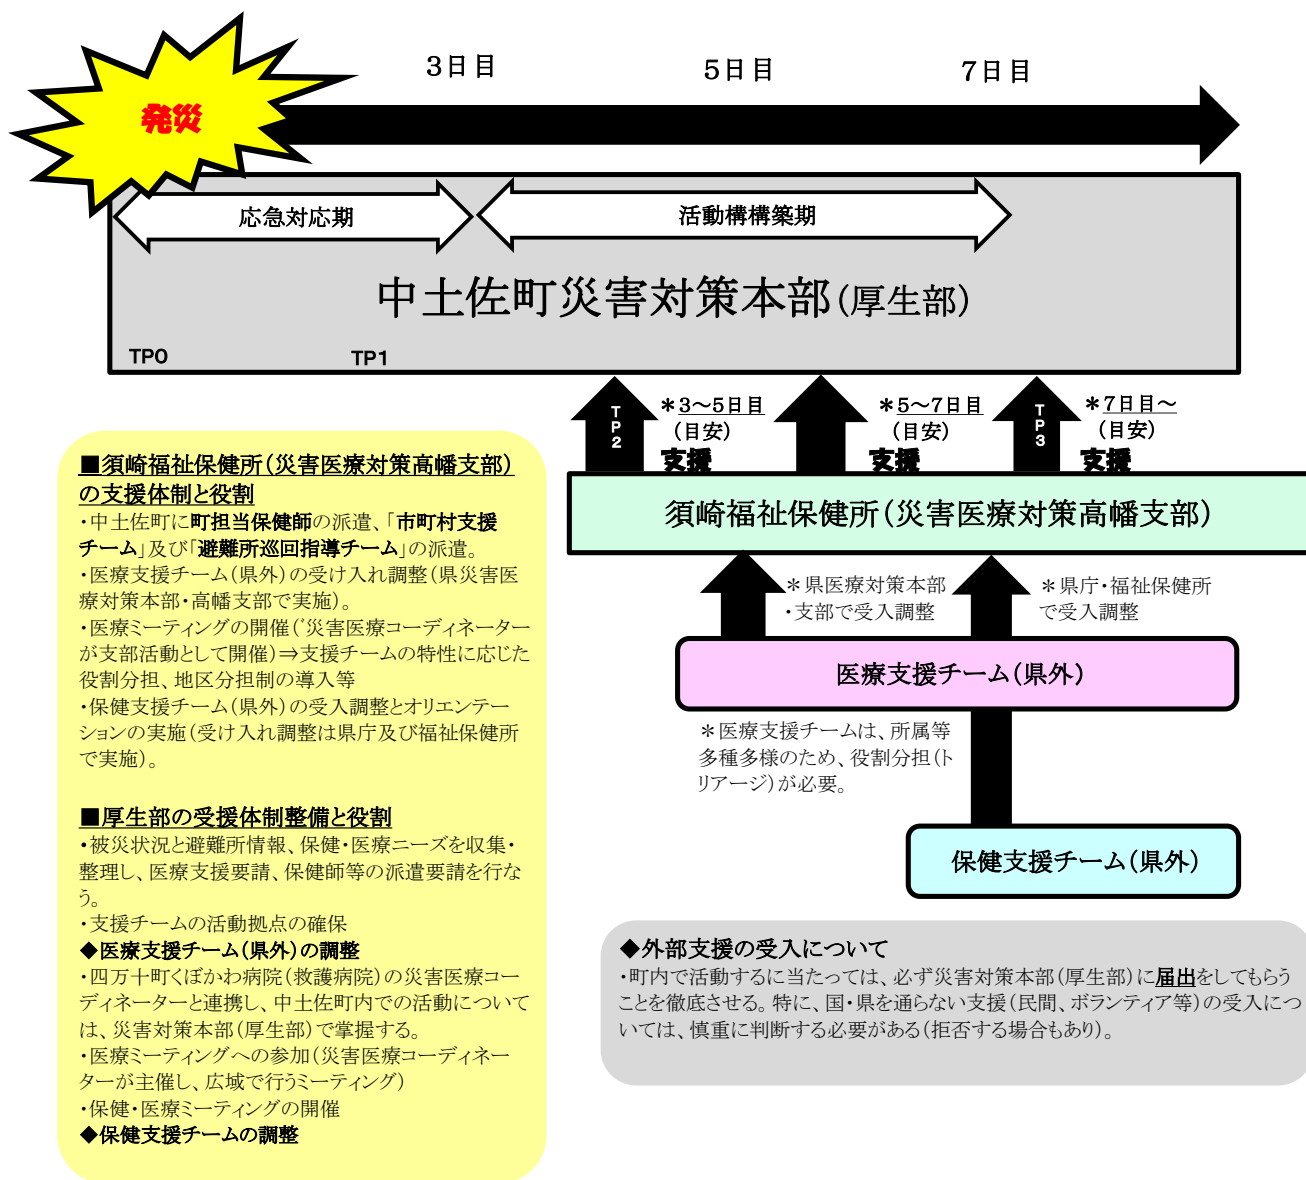 3日目
5日目
7日目
発災
応急対応期
活動構構築期
中土佐町災害対策本部(厚生部)
TP0
TP1
TP2
*3～5日目
(目安)
支援
*5～7日目
(目安)
支援
TP3
*7日目～
(目安)
支援
須崎福祉保健所(災害医療対策高幡支部)
*県医療対策本部
・支部で受入調整
*県庁・福祉保健所
で受入調整
医療支援チーム(県外)
*医療支援チームは、所属等
多種多様のため、役割分担(ト
リアージ)が必要。
保健支援チーム(県外)
■須崎福祉保健所(災害医療対策高幡支部)
の支援体制と役割
・中土佐町に町担当保健師の派遣、「市町村支援
チーム」及び「避難所巡回指導チーム」の派遣。
・医療支援チーム(県外)の受け入れ調整(県災害医
療対策本部・高幡支部で実施)。
・医療ミーティングの開催(゛災害医療コーディネーター
が支部活動として開催)⇒支援チームの特性に応じた
役割分担、地区分担制の導入等
・保健支援チーム(県外)の受入調整とオリエンテー
ションの実施(受け入れ調整は県庁及び福祉保健所
で実施)。
■厚生部の受援体制整備と役割
・被災状況と避難所情報、保健・医療ニーズを収集・
整理し、医療支援要請、保健師等の派遣要請を行な
う。
・支援チームの活動拠点の確保
◆医療支援チーム(県外)の調整
・四万十町くぼかわ病院(救護病院)の災害医療コー
ディネーターと連携し、中土佐町内での活動について
は、災害対策本部(厚生部)で掌握する。
・医療ミーティングへの参加(災害医療コーディネー
ターが主催し、広域で行うミーティング)
・保健・医療ミーティングの開催
◆保健支援チームの調整
◆外部支援の受入について
・町内で活動するに当たっては、必ず災害対策本部(厚生部)に届出をしてもらう
ことを徹底させる。特に、国・県を通らない支援(民間、ボランティア等)の受入につ
いては、慎重に判断する必要がある(拒否する場合もあり)。